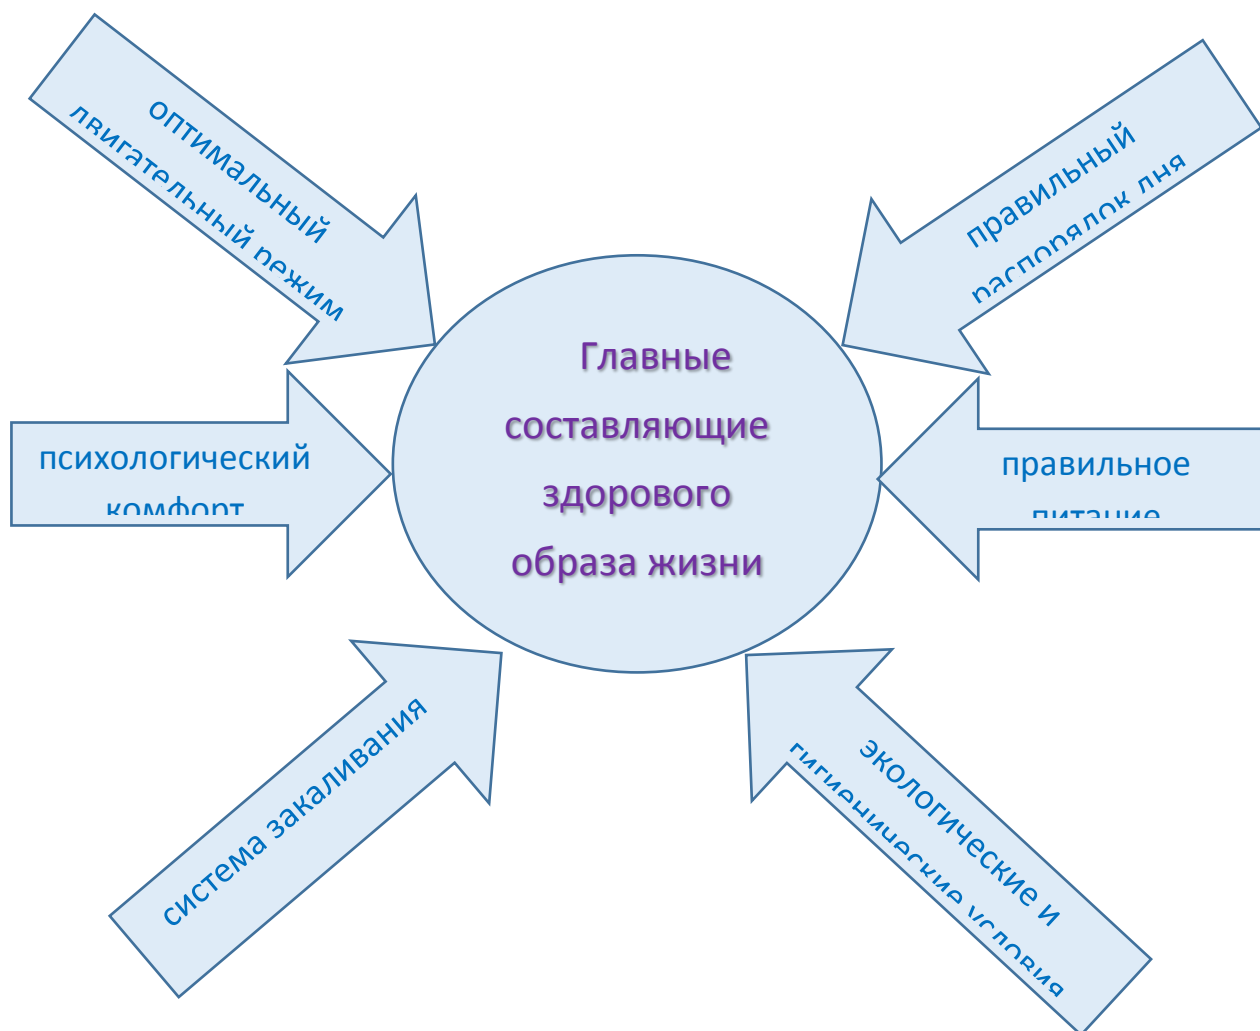 оптимальный
двигательный режим
правильный
распорядок дня
Главные
составляющие
здорового
образа жизни
психологический
комфорт
правильное
питание
система закаливания
экологические и
гигиенические условия